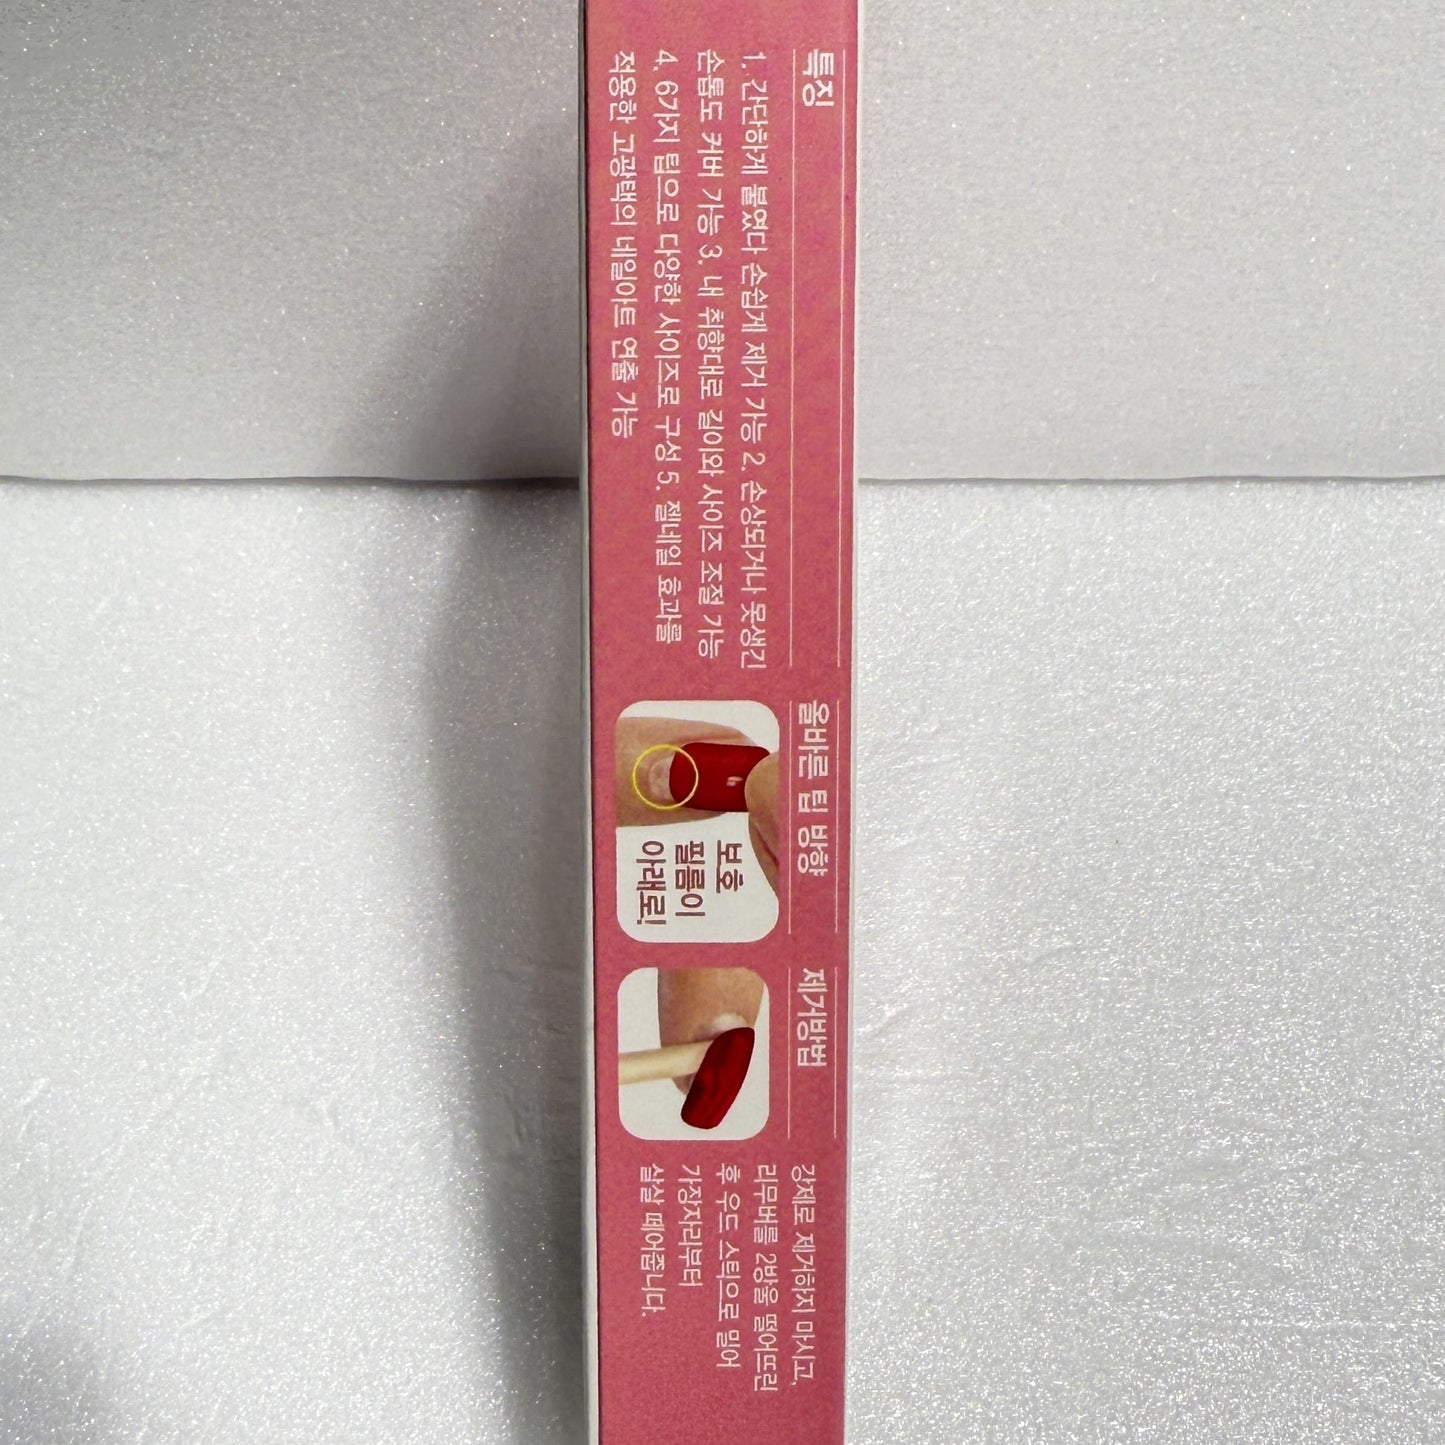 특징
1. 간단하게 붙였다 손쉽게 제거 가능 2. 손상되거나 못생긴
손톱도 커버 가능 3. 내 취향대로 길이와 사이즈 조절 가능
4. 6가지 팁으로 다양한 사이즈로 구성 5. 젤네일 효과를
적용한 고광택의 네일아트 연출 가능
올바른 팁 방향
보호
필름이
아래로!
제거방법
강제로 제거하지 마시고,
리무버를 2방울 떨어뜨린
후 우드 스틱으로 밀어
가장자리부터
살살 떼어줍니다.